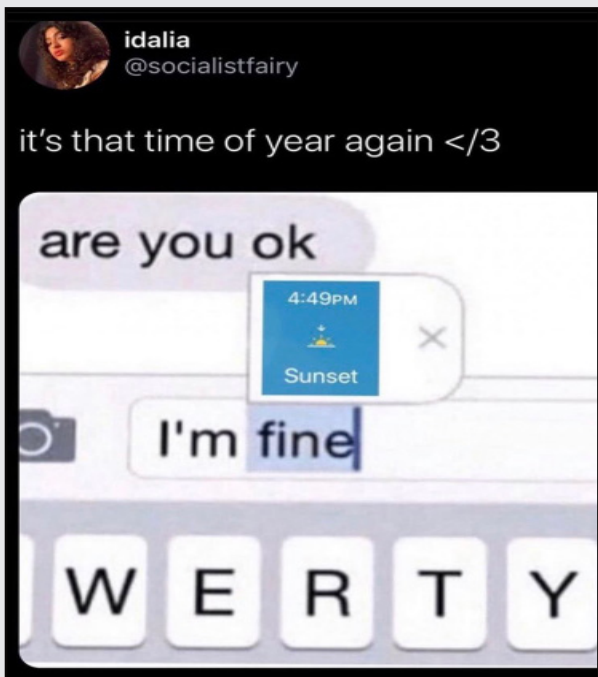 idalia
@socialistfairy
it's that time of year again </3
are you ok
4:49PM
Sunset
I'm fine
W E R T Y